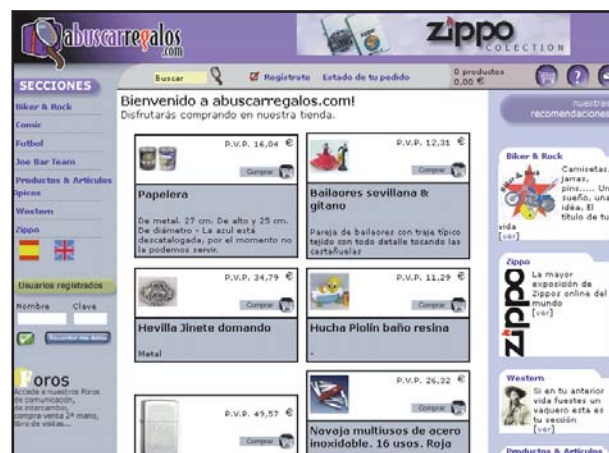 abuscarregalos
.com
zippo
COLECTION
Buscar
Regístrate
Estado de tu pedido
0 productos
0.00 €
SECCIONES
Biker & Rock
Comic
Futbol
Joe Bar Team
Productos & Artículos
típicos
Western
Zippo
Usuarios registrados
Nombre Clave
Recordar mis datos
Foros
Accede a nuestros Foros
de comunicación,
de intercambio,
compra-venta 2ª mano,
libro de visitas...
Bienvenido a abuscarregalos.com!
Disfrutarás comprando en nuestra tienda.
P.V.P. 16,04 €
Comprar
Papelera
De metal. 27 cm. De alto y 25 cm.
De diámetro - La azul está
descatalogada, por el momento no
la podemos servir.
P.V.P. 12,31 €
Comprar
Bailaores sevillana &
gitano
Pareja de bailaores con traje típico
tejido con todo detalle tocando las
castañuelas
P.V.P. 34,79 €
Comprar
Hevilla Jinete domando
Metal
P.V.P. 11,29 €
Comprar
Hucha Piolín baño resina
-
P.V.P. 49,57 €
Comprar
P.V.P. 26,32 €
Comprar
Navaja multiusos de acero
inoxidable. 16 usos. Roja
nuestras
recomendaciones
Biker & Rock
Camisetas,
jarras,
pins..... Un
sueño, una
idea. El
título de tu
vida
[ver]
Zippo
zippo
La mayor
exposición de
Zippos online del
mundo
[ver]
Western
Si en tu anterior
vida fuestes un
vaquero esta es
tu sección
[ver]
Productos & Artículos